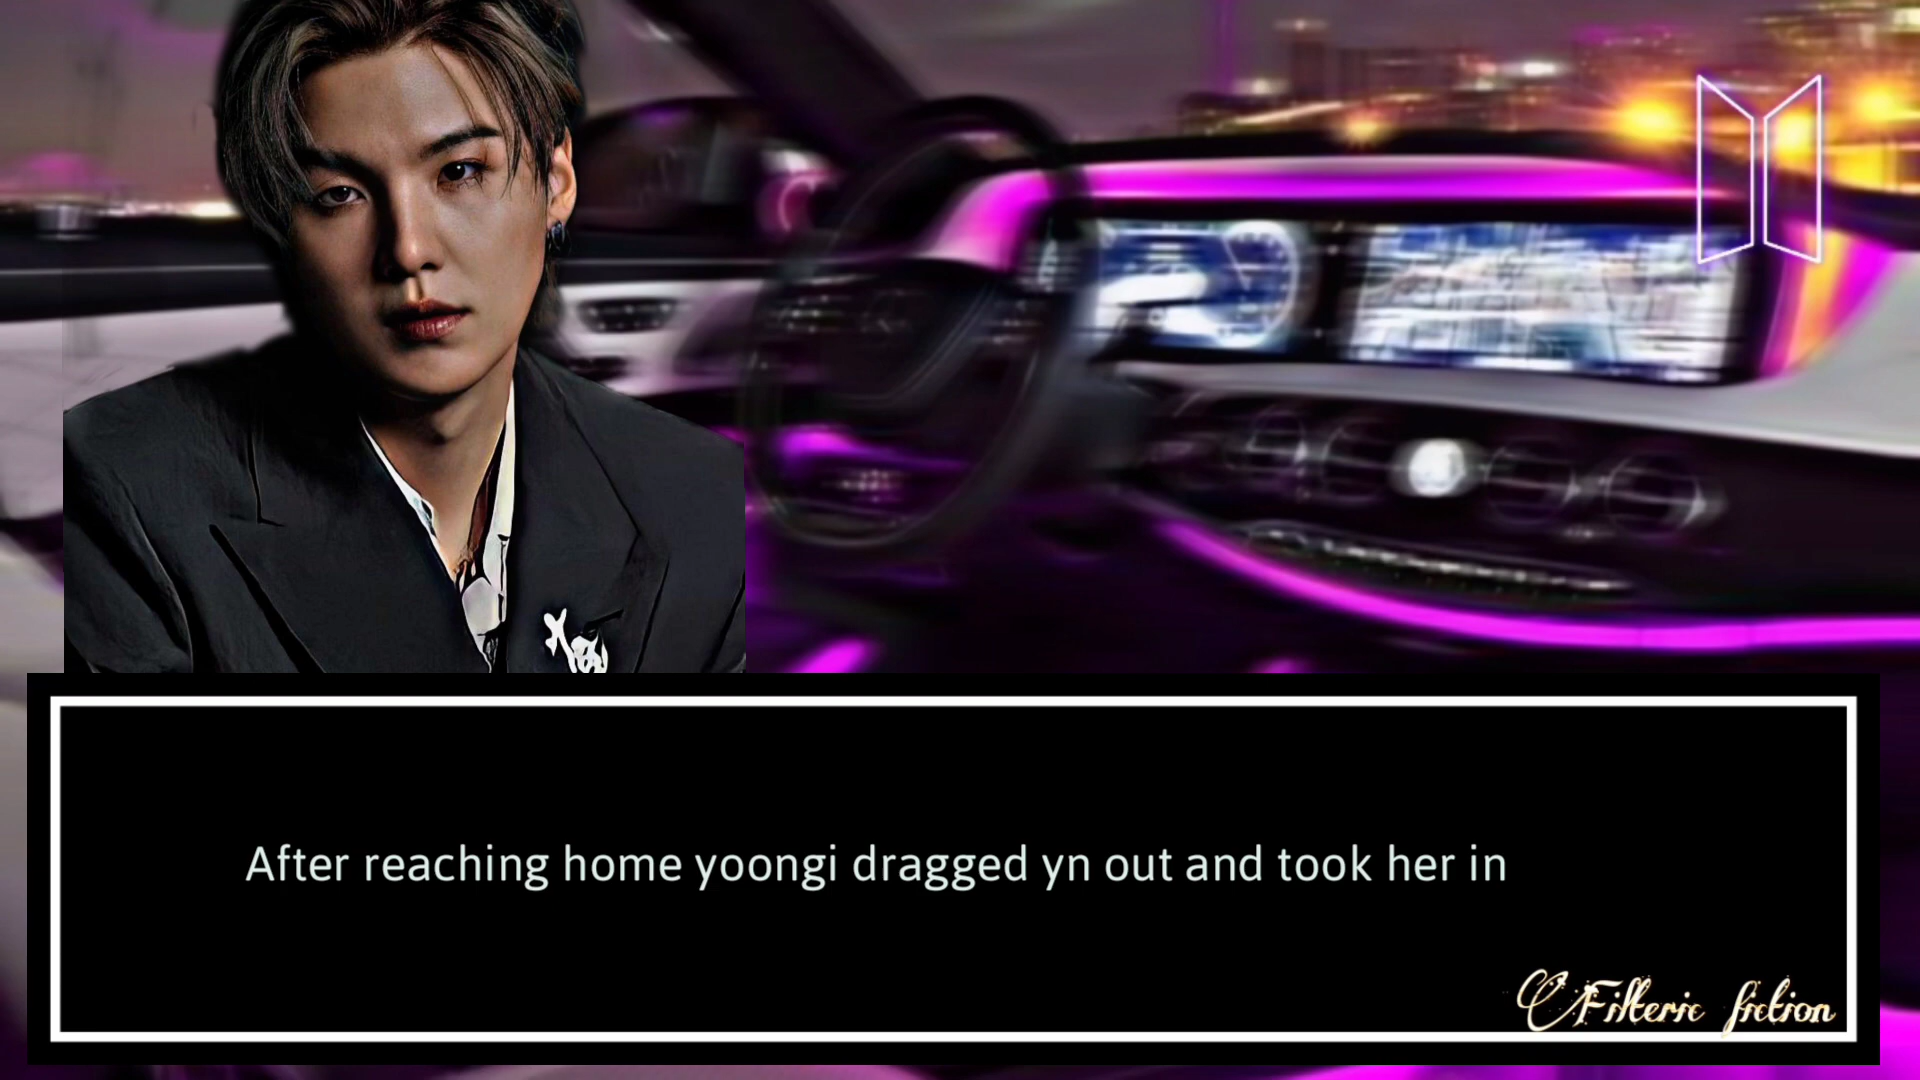 After reaching home yoongi dragged yn out and took her in
Filteric fiction